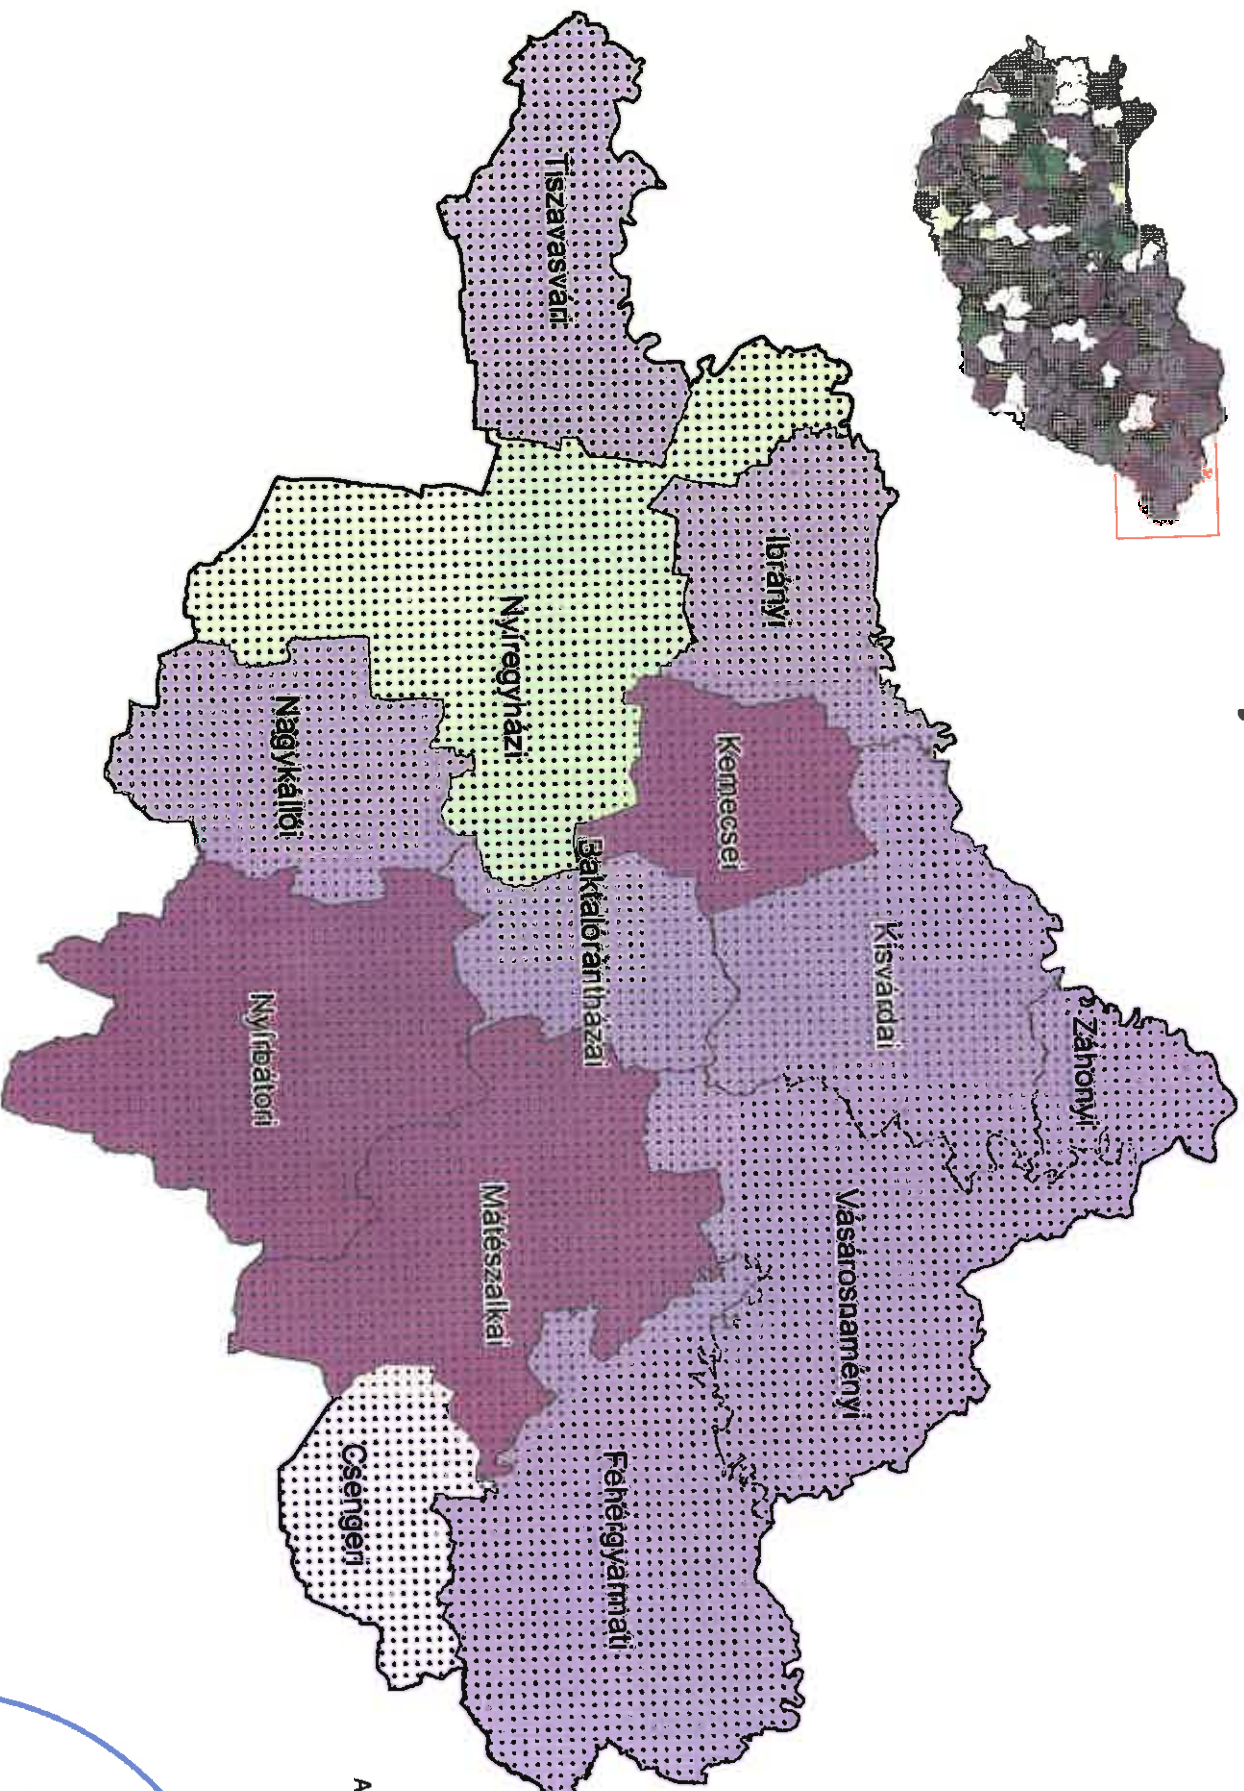 Záhonyi
Kisvárdai
Vásárosnaményi
Ibrányi
Kemecsei
Tiszavasvári
Nyíregyházi
Baktalórántházai
Fehérgyarmati
Mátészalkai
Nagykállói
Nyírbátori
Csengeri
A